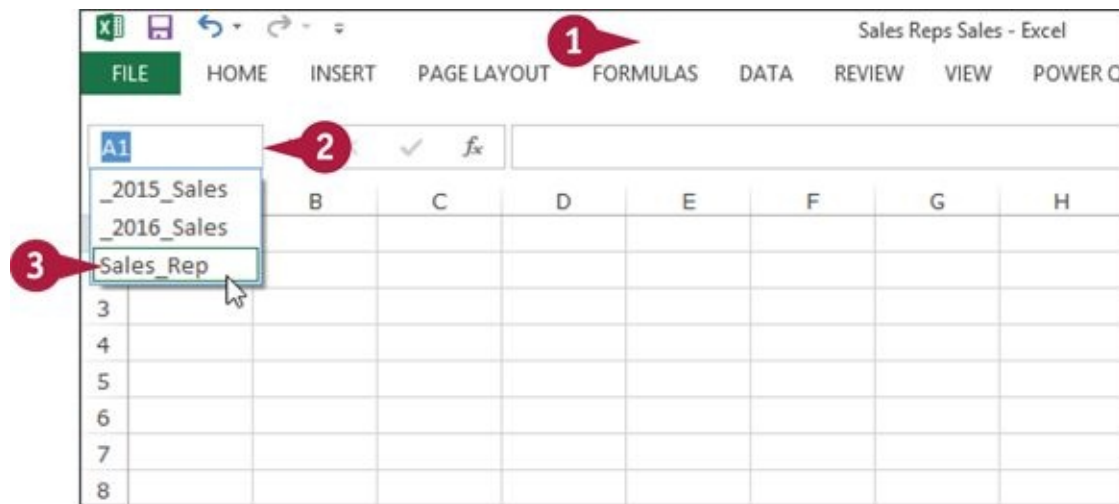 Sales Reps Sales - Excel
1
FILE HOME INSERT PAGE LAYOUT FORMULAS DATA REVIEW VIEW POWER Q
A1 2 fx
_2015_Sales
B C D E F G H
_2016_Sales
3 Sales_Rep
3
4
5
6
7
8